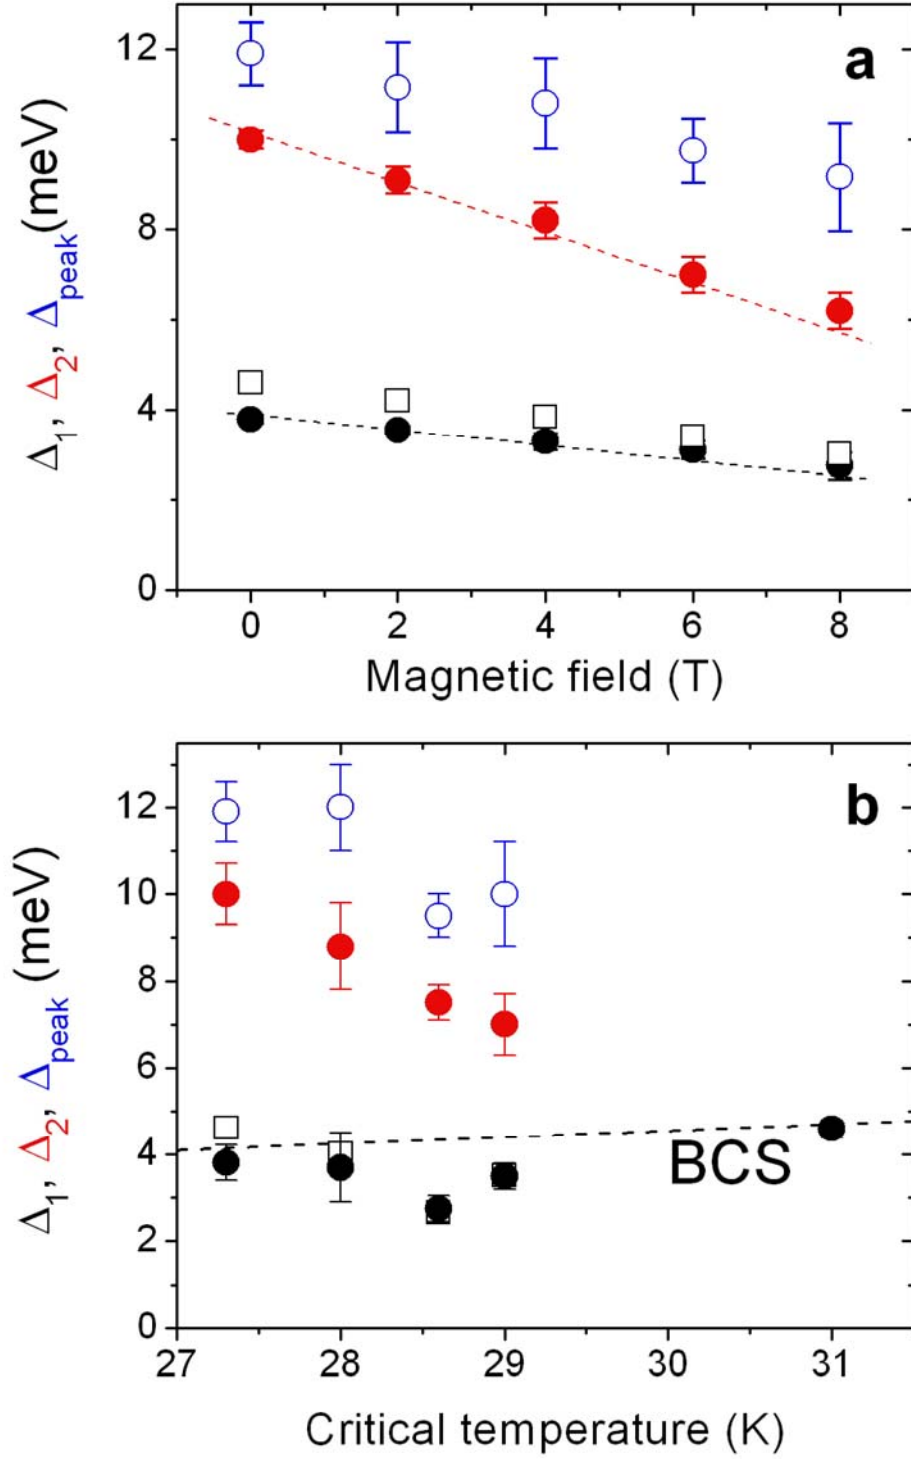 a
Δ₁, Δ₂, Δpeak (meV)
12
8
4
0
0 2 4 6 8
Magnetic field (T)
b
Δ₁, Δ₂, Δpeak (meV)
12
10
8
6
4
2
0
BCS
27 28 29 30 31
Critical temperature (K)